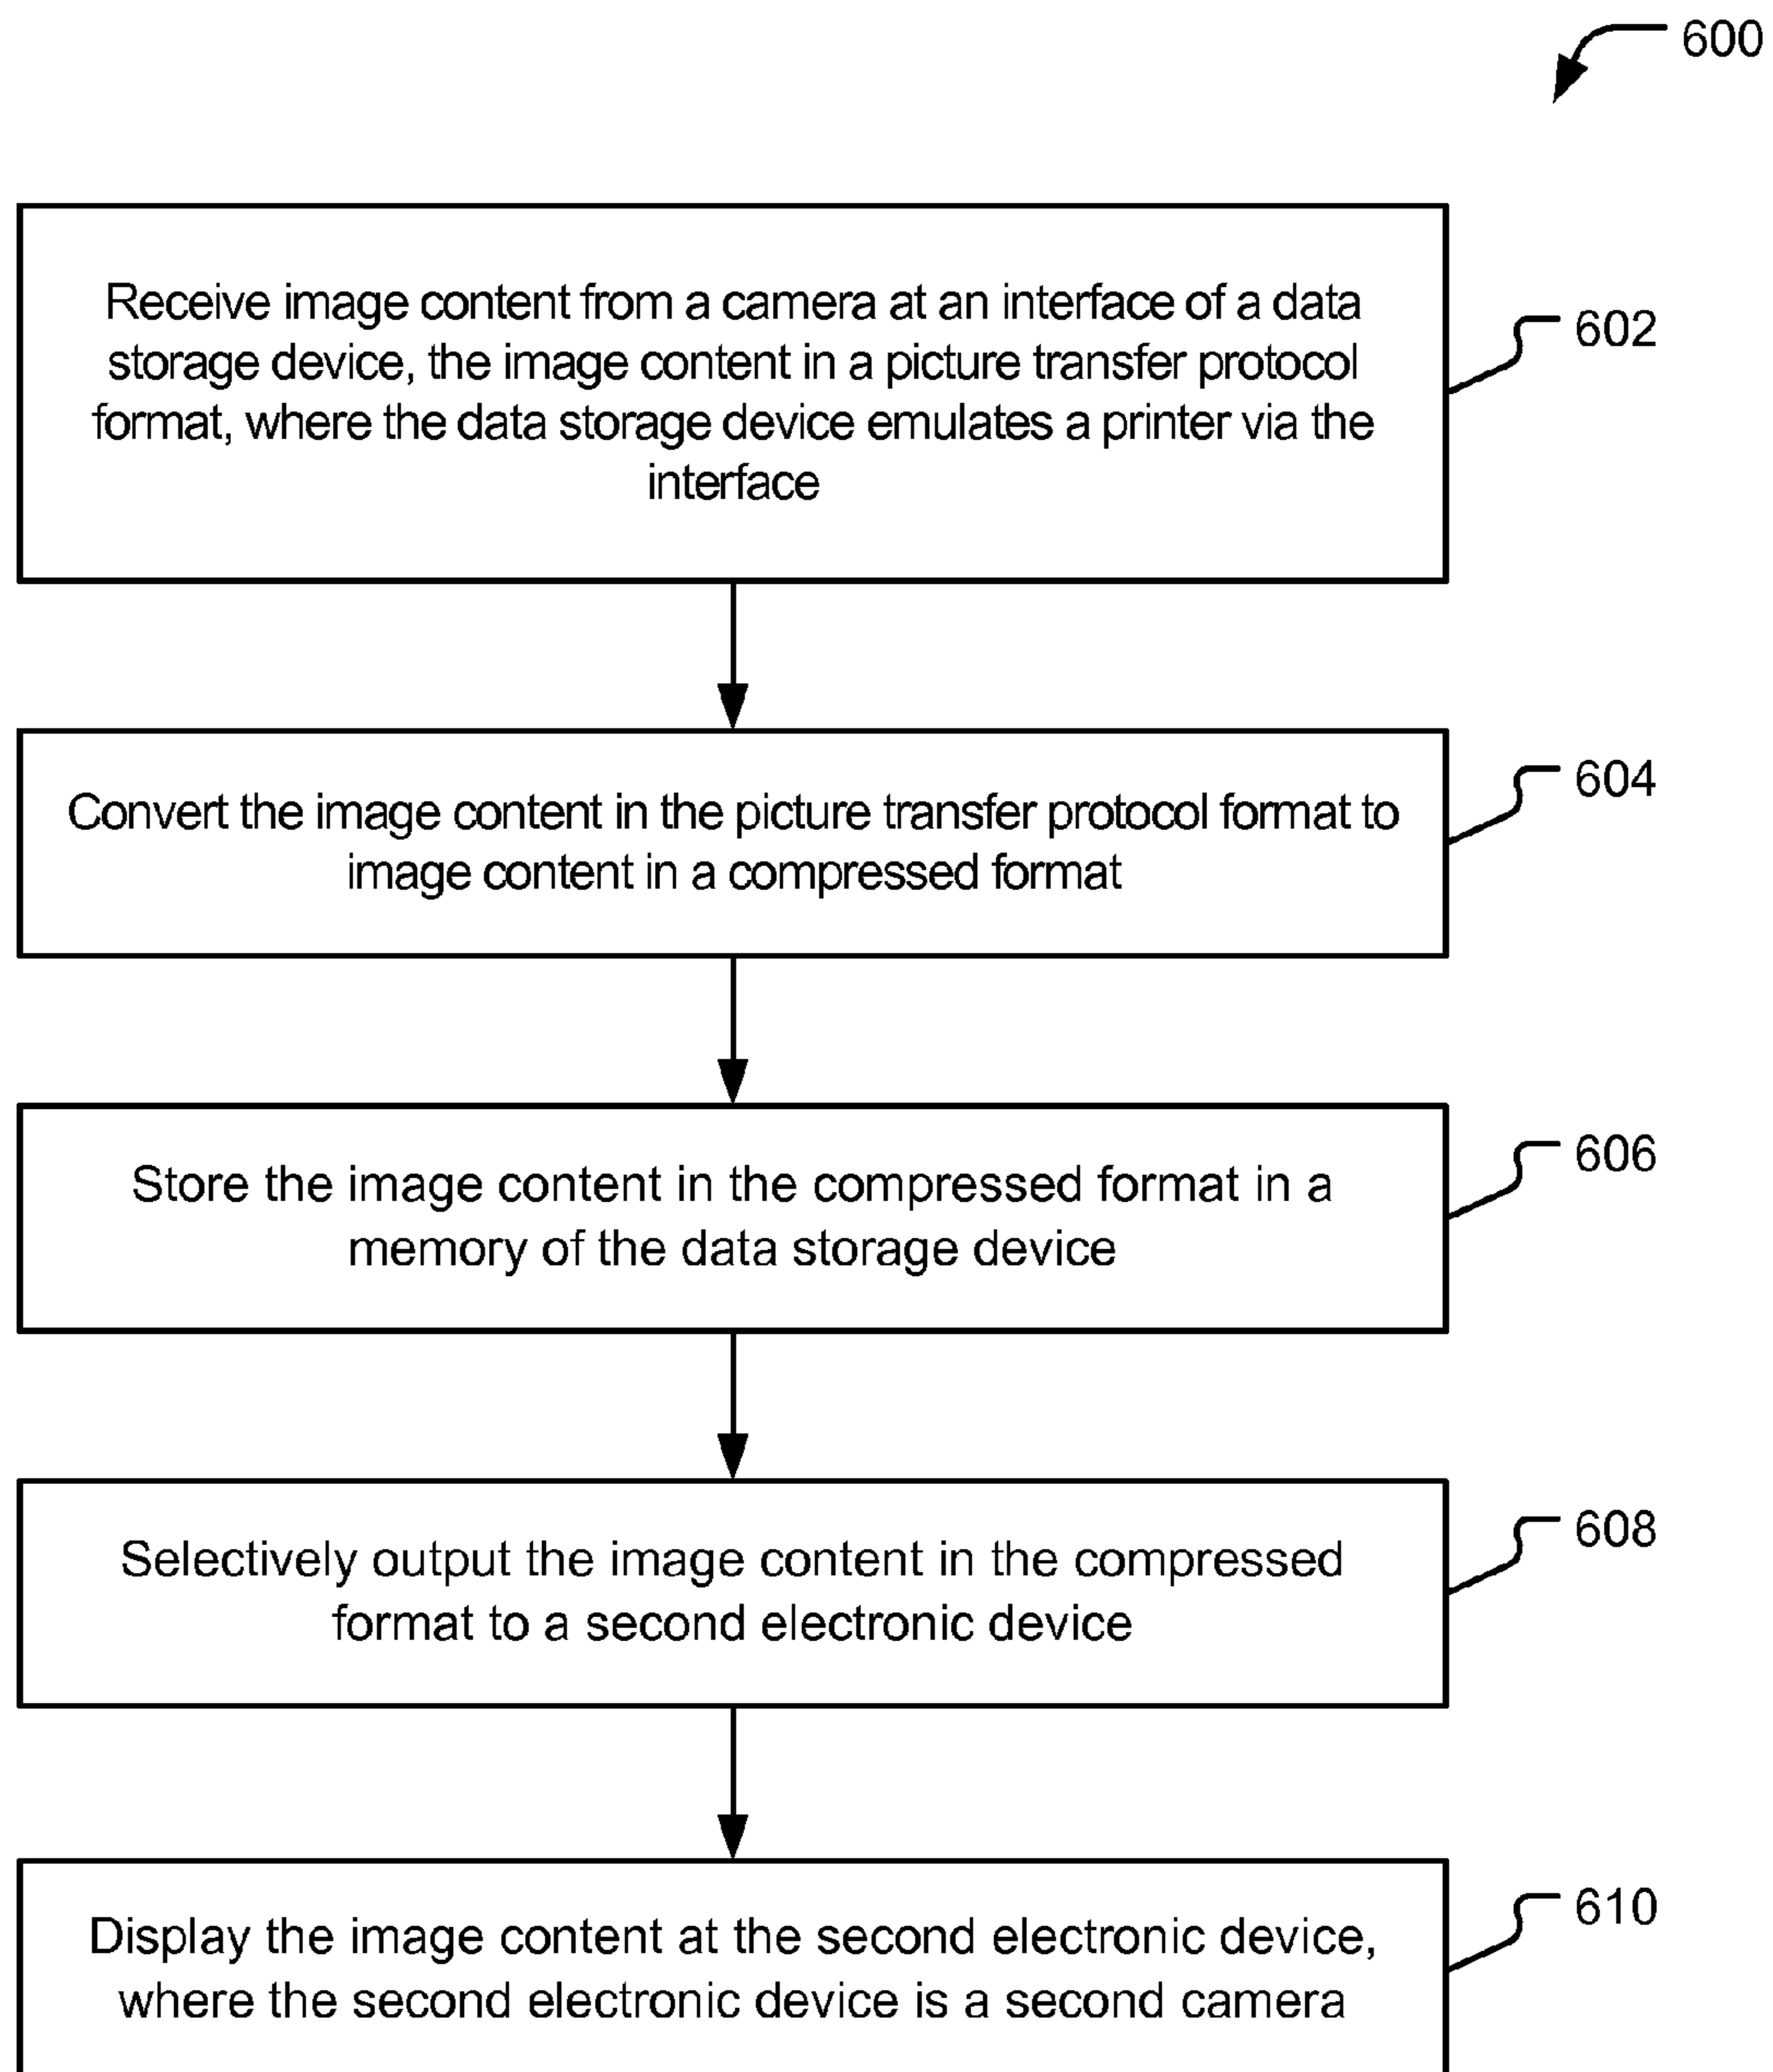 600
Receive image content from a camera at an interface of a data
storage device, the image content in a picture transfer protocol
format, where the data storage device emulates a printer via the
interface
602
Convert the image content in the picture transfer protocol format to
image content in a compressed format
604
Store the image content in the compressed format in a
memory of the data storage device
606
Selectively output the image content in the compressed
format to a second electronic device
608
Display the image content at the second electronic device,
where the second electronic device is a second camera
610